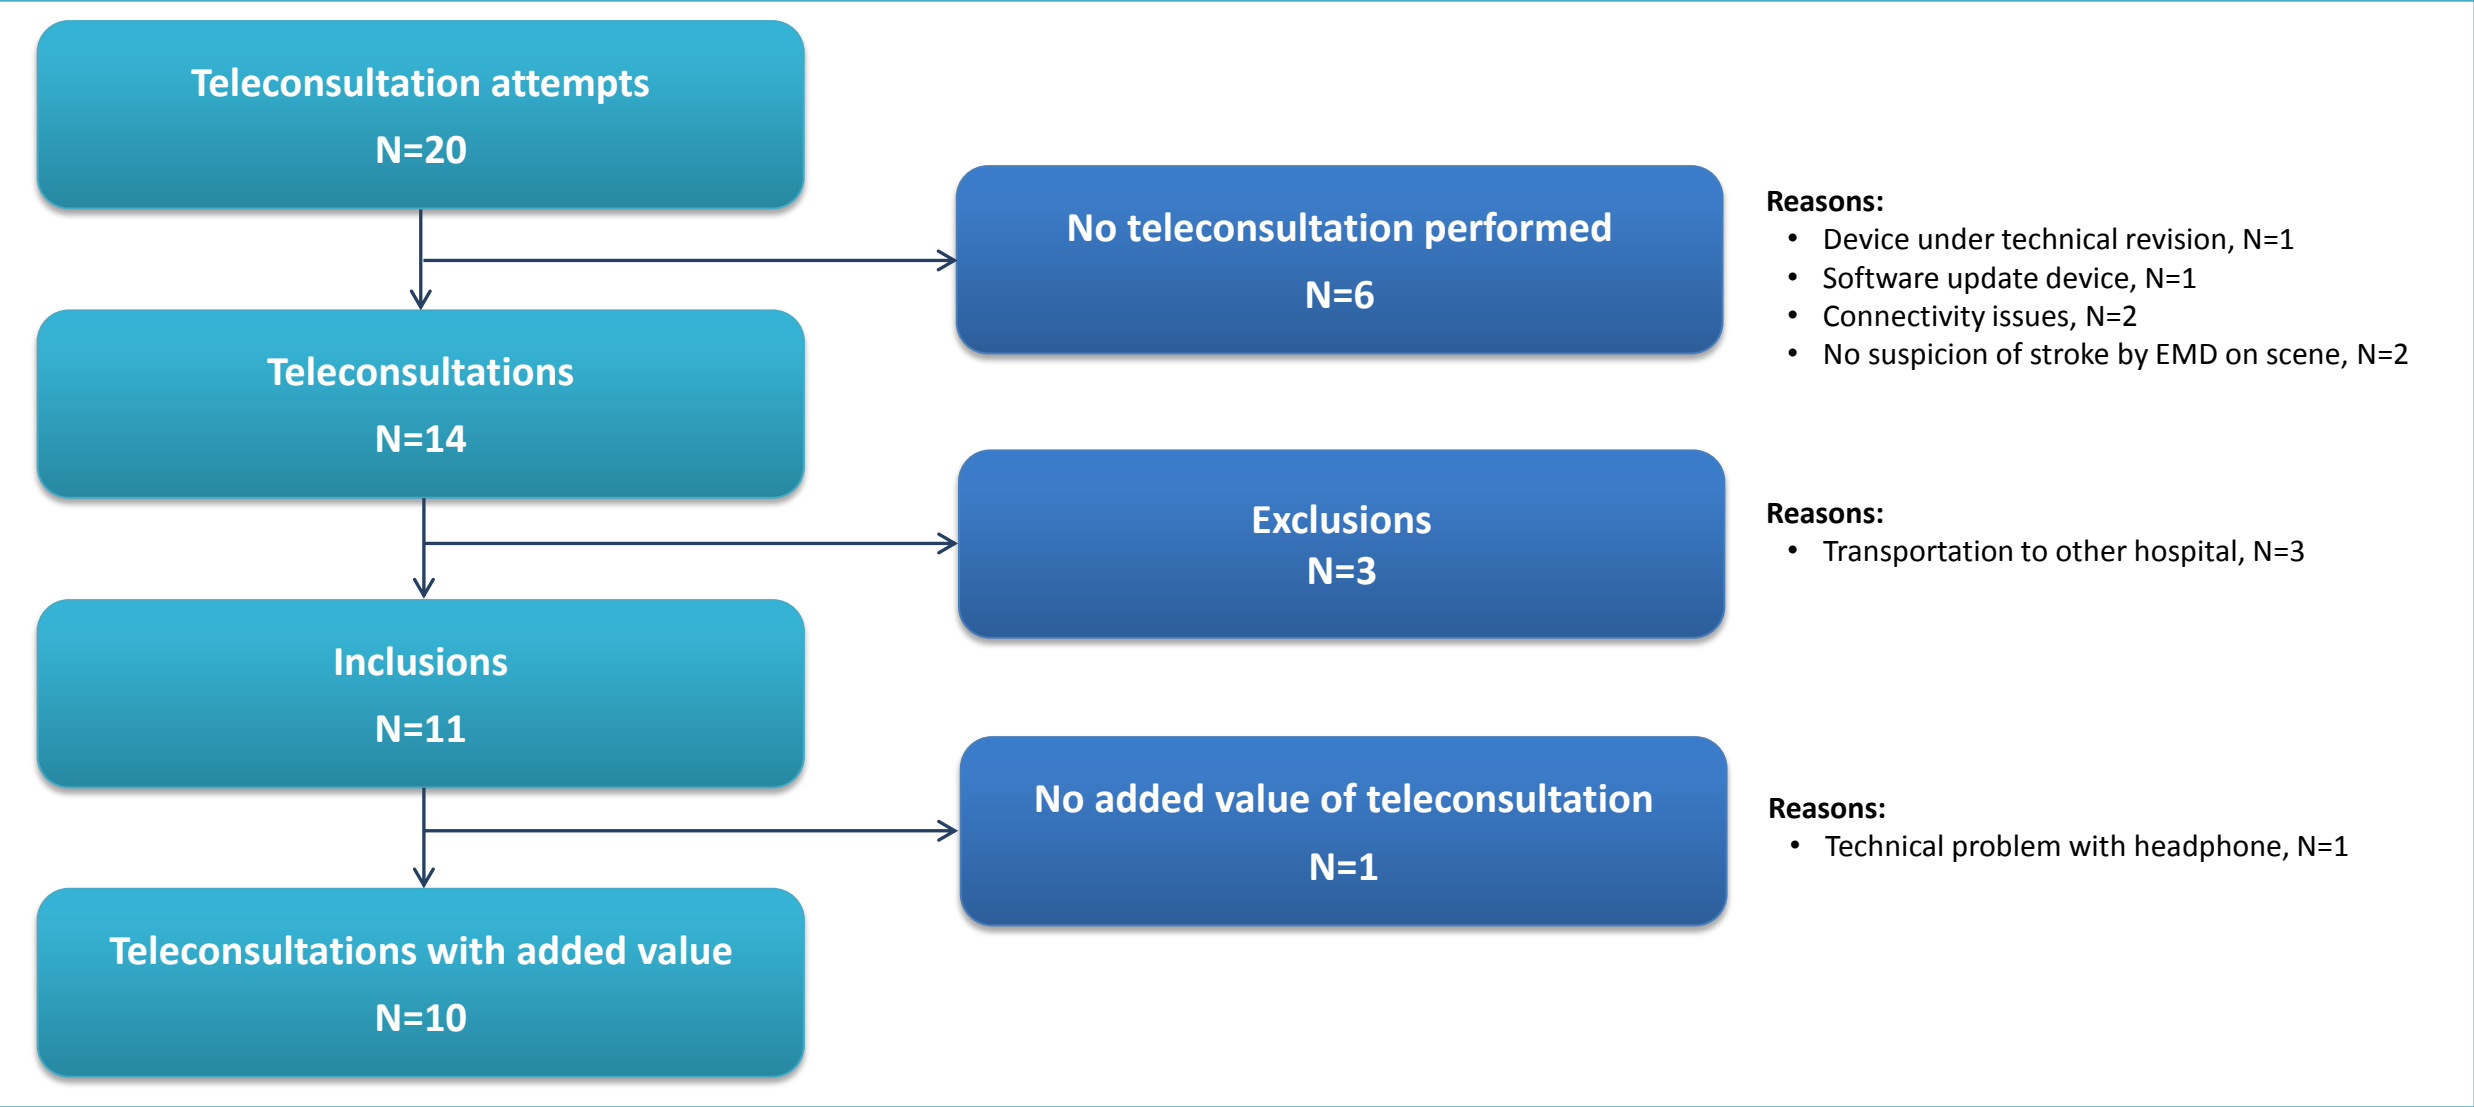 Teleconsultation attempts
N=20
No teleconsultation performed
N=6
Reasons:
• Device under technical revision, N=1
• Software update device, N=1
• Connectivity issues, N=2
• No suspicion of stroke by EMD on scene, N=2
Teleconsultations
N=14
Exclusions
N=3
Reasons:
• Transportation to other hospital, N=3
Inclusions
N=11
No added value of teleconsultation
N=1
Reasons:
• Technical problem with headphone, N=1
Teleconsultations with added value
N=10